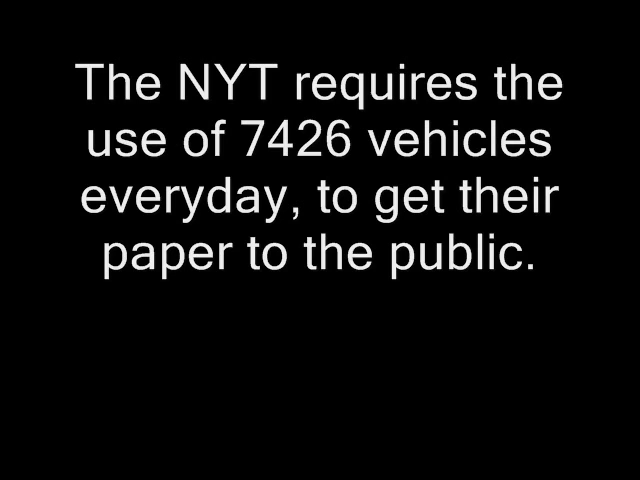 The NYT requires the
use of 7426 vehicles
everyday, to get their
paper to the public.